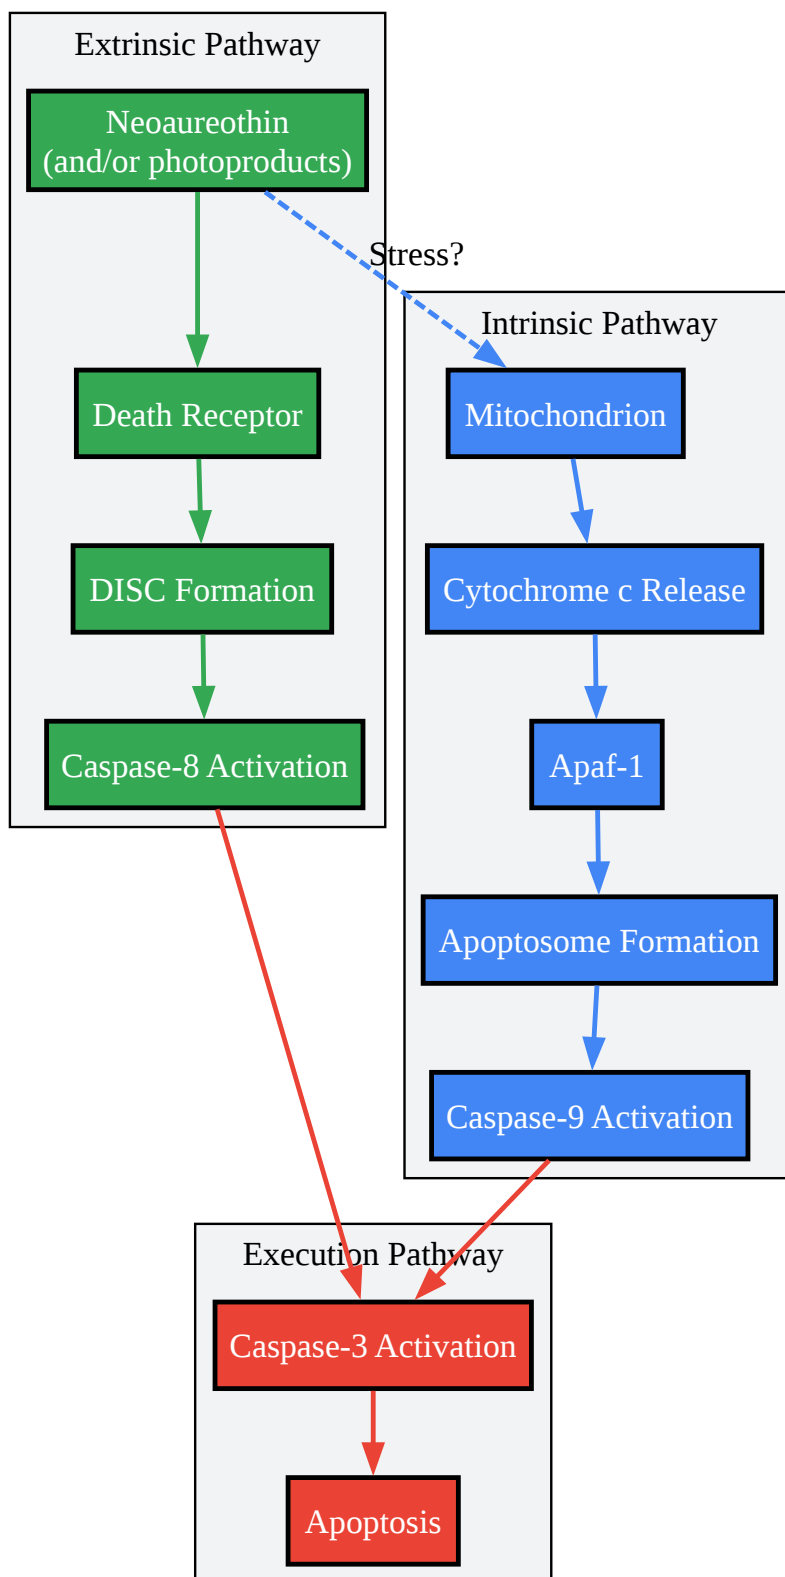 Extrinsic Pathway
Neoaureothin
(and/or photoproducts)
Stress?
Intrinsic Pathway
Death Receptor
Mitochondrion
DISC Formation
Cytochrome c Release
Caspase-8 Activation
Apaf-1
Apoptosome Formation
Caspase-9 Activation
Execution Pathway
Caspase-3 Activation
Apoptosis